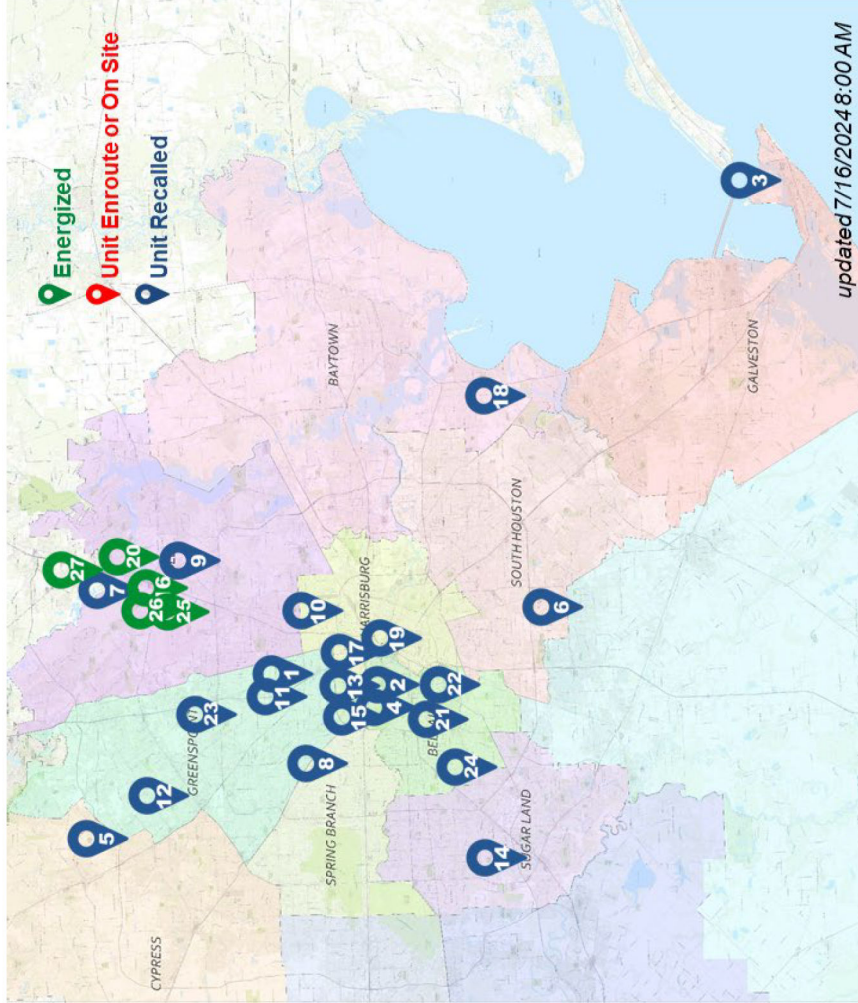 Energized
Unit Enroute or On Site
Unit Recalled
27
5
7
20
12
26
16
CYPRESS
25
9
GREENSPOINT
23
11
1
10
8
SPRING BRANCH
BAYTOWN
15
13
17
HARRISBURG
4
2
19
21
22
24
14
18
SUGAR LAND
SOUTH HOUSTON
6
GALVESTON
3
updated 7/16/2024 8:00 AM